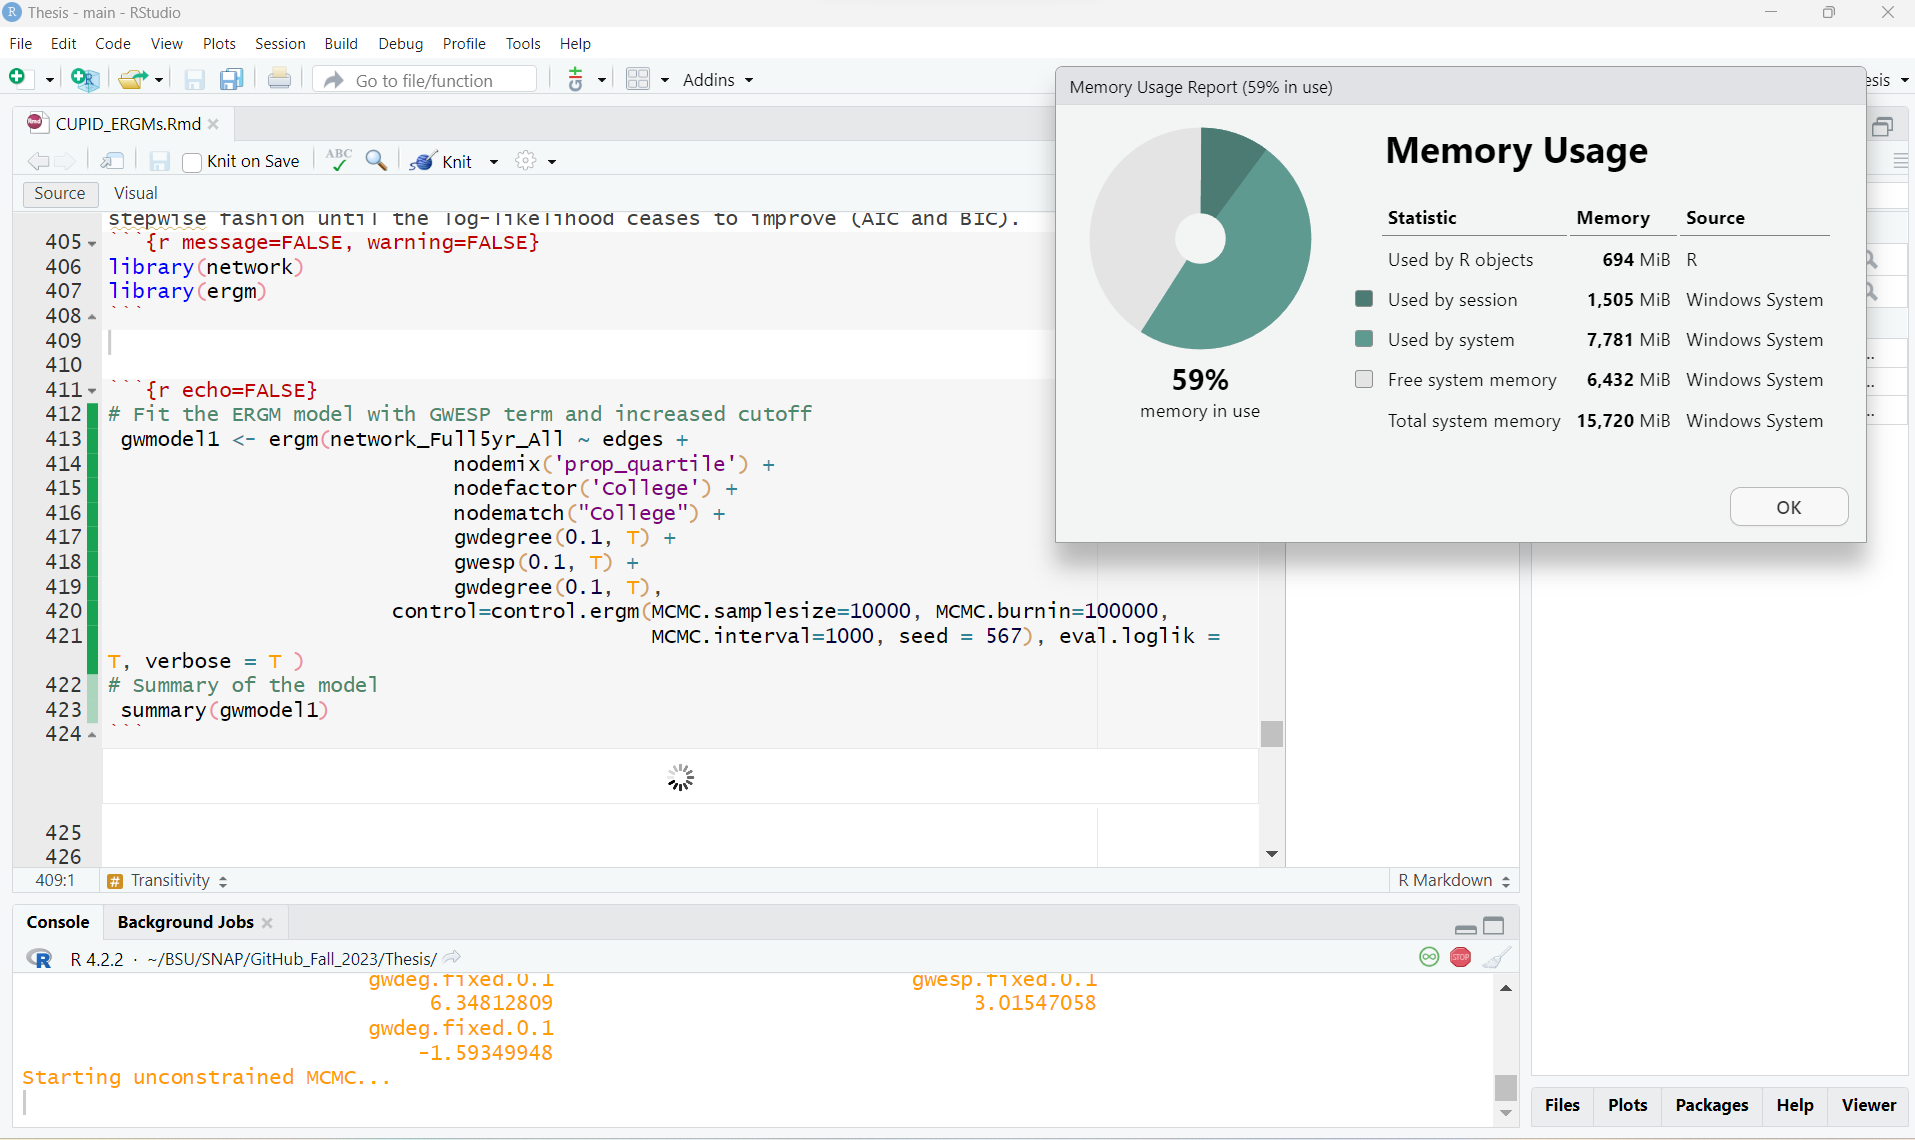 Thesis - main - RStudio
File Edit Code View Plots Session Build Debug Profile Tools Help
Go to file/function
Addins
esis
Memory Usage Report (59% in use)
CUPID_ERGMs.Rmd
Knit on Save
ABC
Knit
Source Visual
stepwise fashion until the log-likelihood ceases to improve (AIC and BIC).
405 ```{r message=FALSE, warning=FALSE}
406 library(network)
407 library(ergm)
408 ```
409
410
411 ```{r echo=FALSE}
412 # Fit the ERGM model with GWESP term and increased cutoff
413 gwmodel1 <- ergm(network_Full5yr_All ~ edges +
414 nodemix('prop_quartile') +
415 nodefactor('College') +
416 nodematch("College") +
417 gwdegree(0.1, T) +
418 gwesp(0.1, T) +
419 gwdegree(0.1, T),
420 control=control.ergm(MCMC.samplesize=10000, MCMC.burnin=100000,
421 MCMC.interval=1000, seed = 567), eval.loglik =
T, verbose = T )
422 # Summary of the model
423 summary(gwmodel1)
424 ```
425
426
409:1 # Transitivity R Markdown
Memory Usage
Statistic Memory Source
Used by R objects 694 MiB R
Used by session 1,505 MiB Windows System
Used by system 7,781 MiB Windows System
Free system memory 6,432 MiB Windows System
Total system memory 15,720 MiB Windows System
59%
memory in use
OK
Console Background Jobs
R 4.2.2 · ~/BSU/SNAP/GitHub_Fall_2023/Thesis/
STOP
gwdeg.fixed.0.1 gwesp.fixed.0.1
6.34812809 3.01547058
gwdeg.fixed.0.1
-1.59349948
Starting unconstrained MCMC...
Files Plots Packages Help Viewer